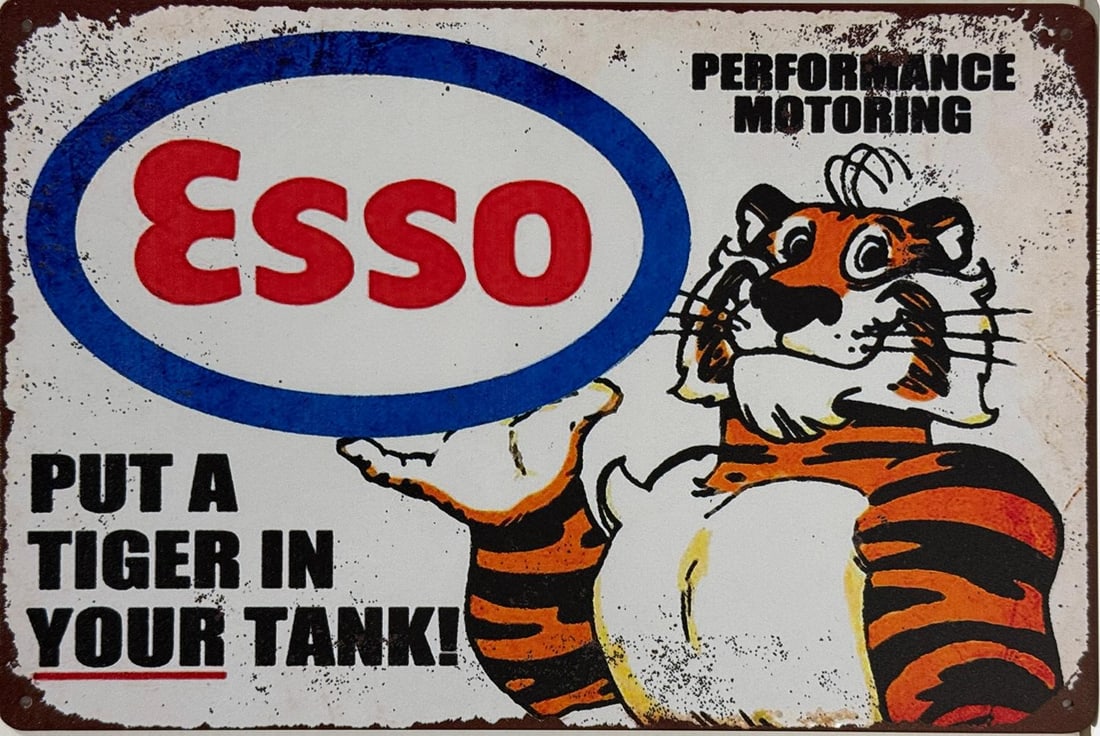 Esso
PERFORMANCE
MOTORING
PUT A
TIGER IN
YOUR TANK!